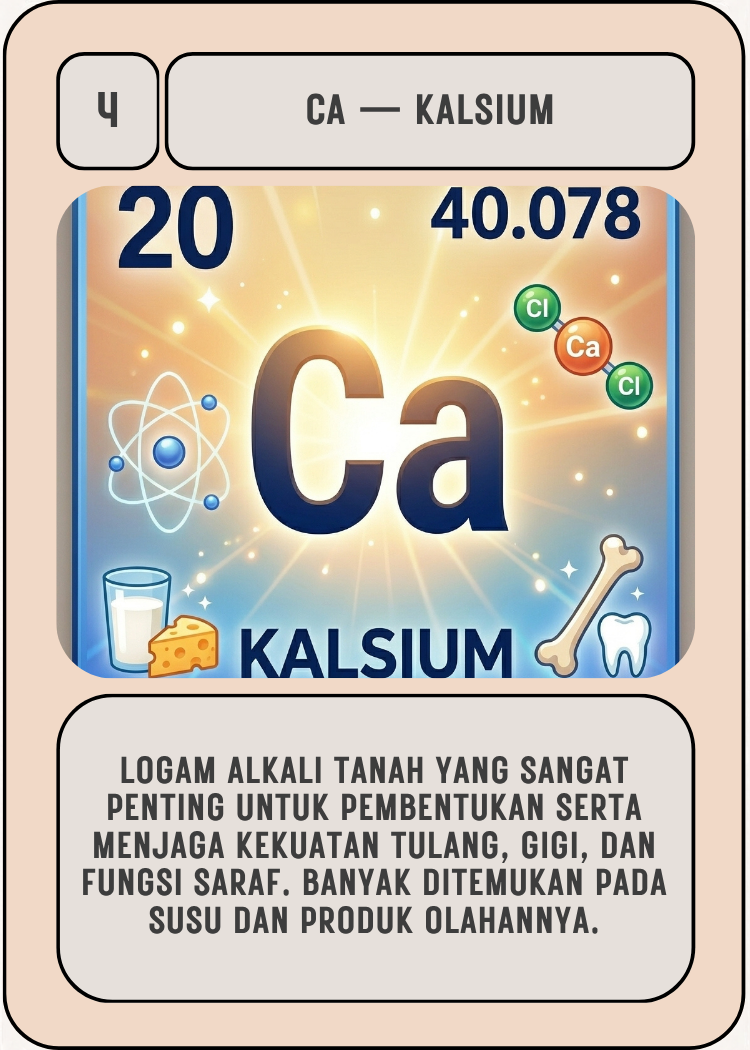 4
CA — KALSIUM
20
40.078
Cl
Ca
Cl
Ca
KALSIUM
LOGAM ALKALI TANAH YANG SANGAT
PENTING UNTUK PEMBENTUKAN SERTA
MENJAGA KEKUATAN TULANG, GIGI, DAN
FUNGSI SARAF. BANYAK DITEMUKAN PADA
SUSU DAN PRODUK OLAHANNYA.